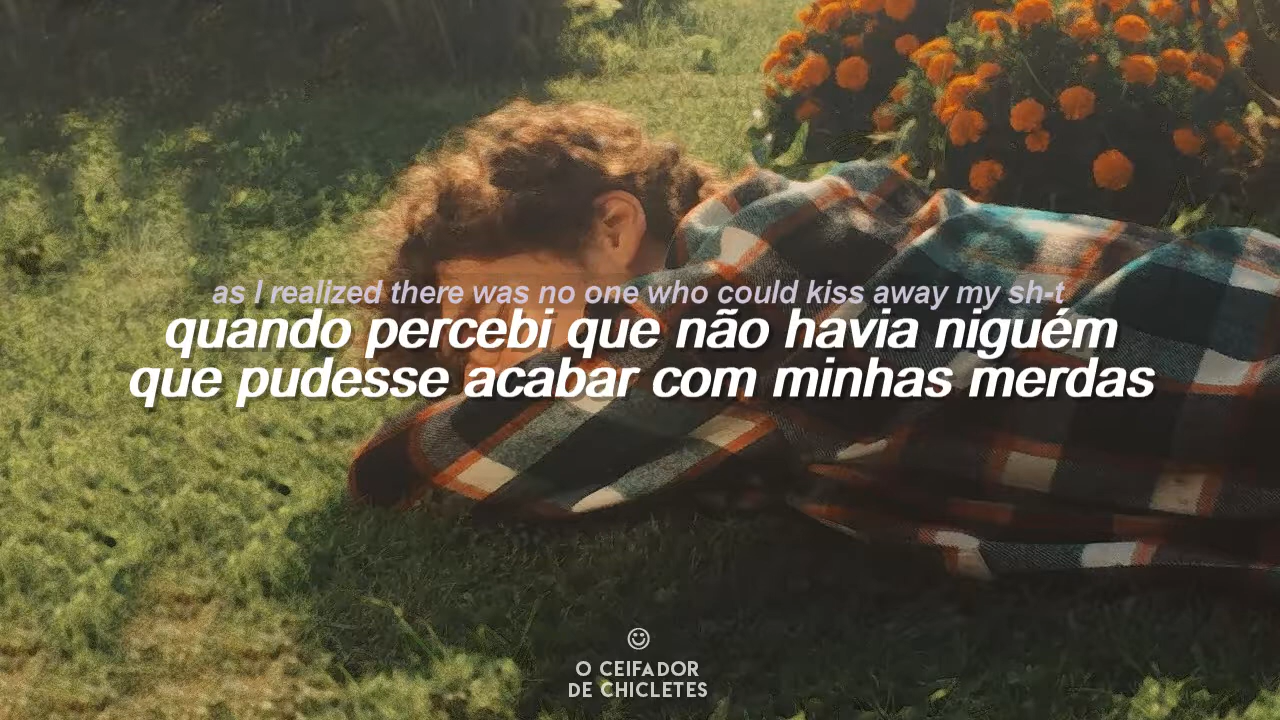 as I realized there was no one who could kiss away my sh-t
quando percebi que não havia niguém
que pudesse acabar com minhas merdas
O CEIFADOR
DE CHICLETES